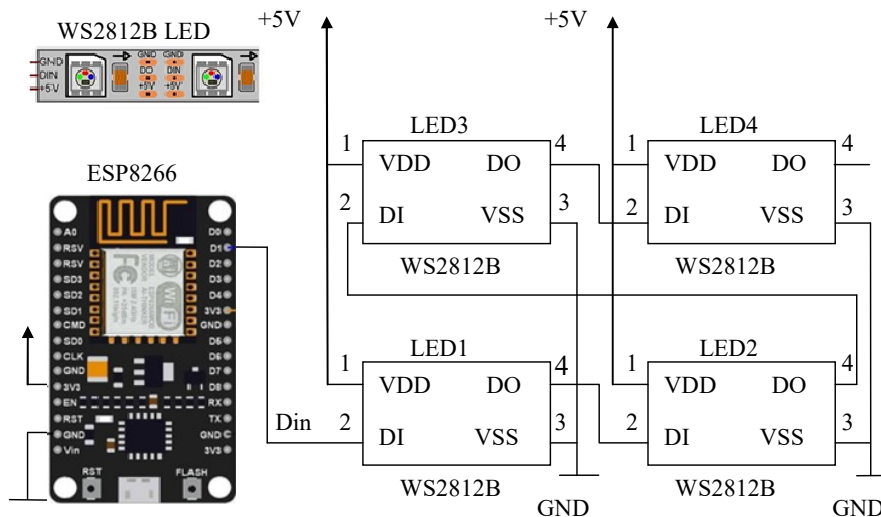 WS2812B LED
GND
DIN
+5V
GND
DO
+5V
GND
DIN
+5V
ESP8266
A0
RSV
RSV
SD3
SD2
SD1
CMD
SD0
CLK
GND
3V3
EN
RST
GND
Vin
D0
D1
D2
D3
D4
3V3
GND
D5
D6
D7
D8
RX
TX
GND
3V3
WiFi
FC
RST
FLASH
Din
+5V
+5V
LED3
1 VDD DO 4
2 DI VSS 3
WS2812B
LED4
1 VDD DO 4
2 DI VSS 3
WS2812B
LED1
1 VDD DO 4
2 DI VSS 3
WS2812B
GND
LED2
1 VDD DO 4
2 DI VSS 3
WS2812B
GND